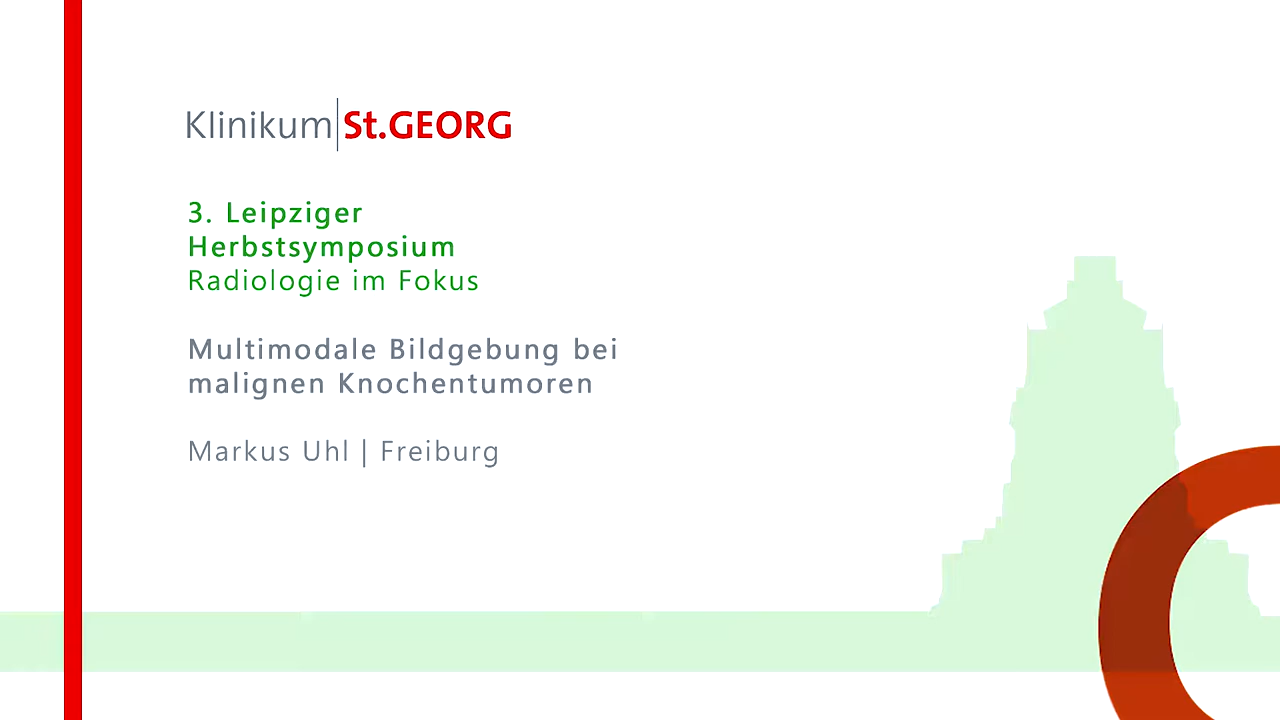 Klinikum St.GEORG
3. Leipziger
Herbstsymposium
Radiologie im Fokus
Multimodale Bildgebung bei
malignen Knochentumoren
Markus Uhl | Freiburg